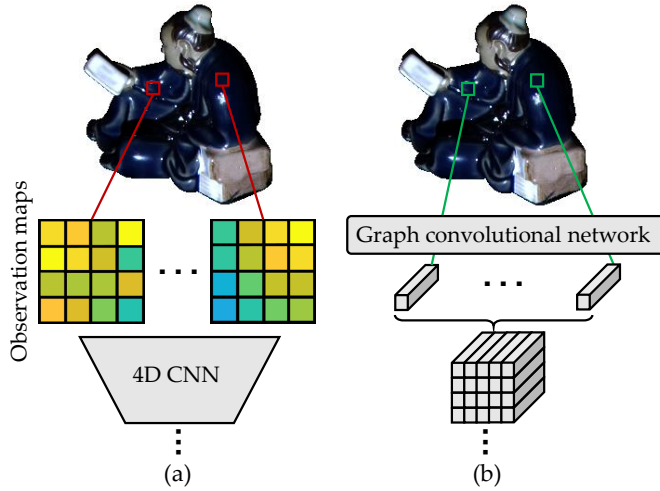 Observation maps
4D CNN
(a)
Graph convolutional network
(b)